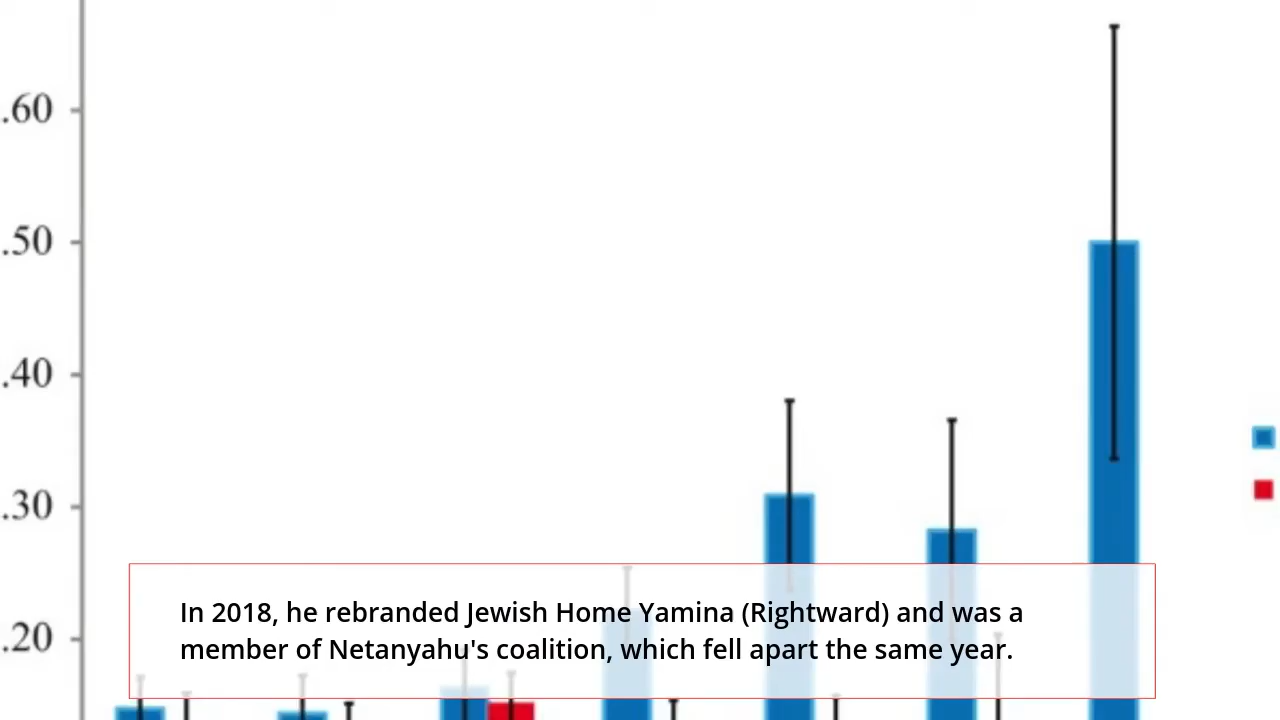 .60
.50
.40
.30
.20
In 2018, he rebranded Jewish Home Yamina (Rightward) and was a
member of Netanyahu's coalition, which fell apart the same year.